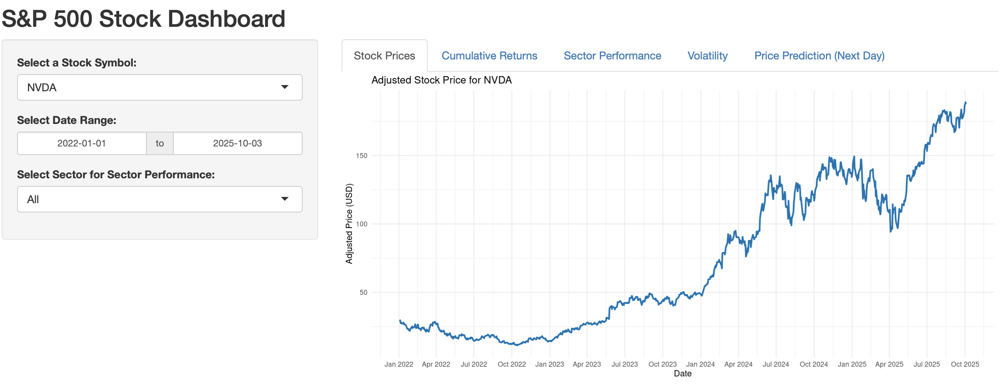 S&P 500 Stock Dashboard
Select a Stock Symbol:
NVDA
Select Date Range:
2022-01-01 to 2025-10-03
Select Sector for Sector Performance:
All
Stock Prices Cumulative Returns Sector Performance Volatility Price Prediction (Next Day)
Adjusted Stock Price for NVDA
Adjusted Price (USD)
150
100
50
Jan 2022 Apr 2022 Jul 2022 Oct 2022 Jan 2023 Apr 2023 Jul 2023 Oct 2023 Jan 2024 Apr 2024 Jul 2024 Oct 2024 Jan 2025 Apr 2025 Jul 2025 Oct 2025
Date